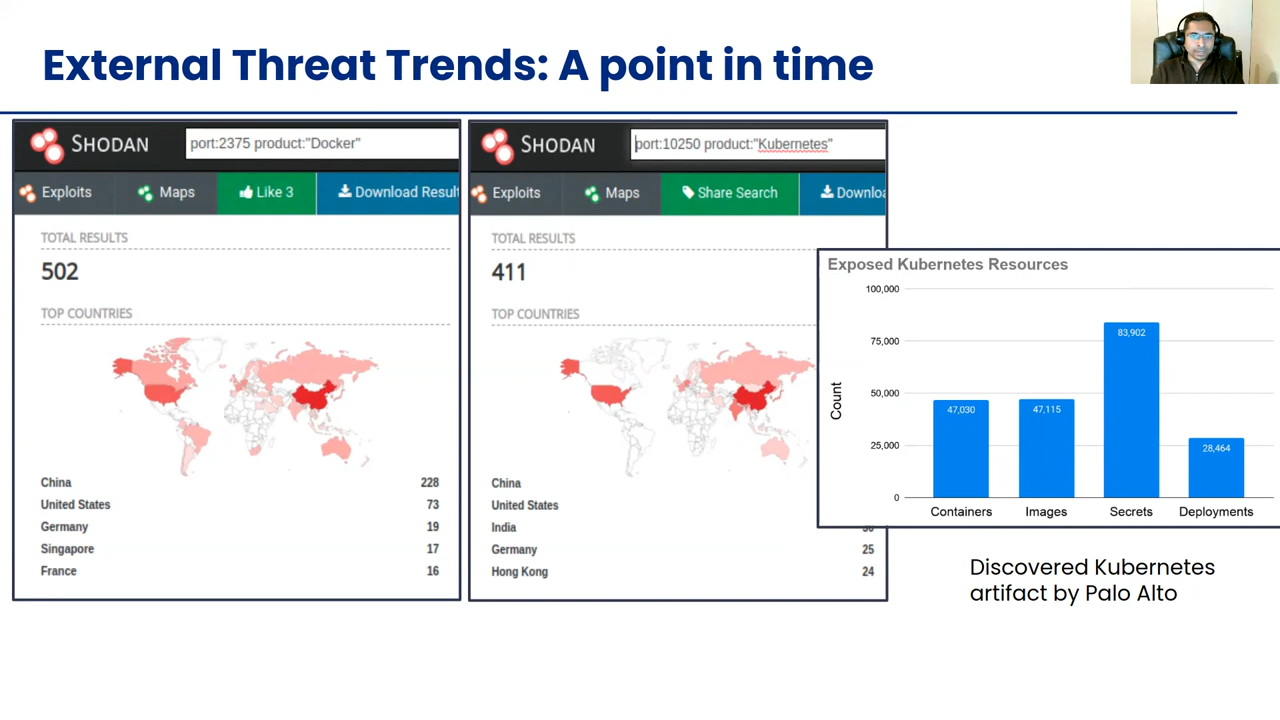 External Threat Trends: A point in time
SHODAN
port:2375 product:"Docker"
Exploits
Maps
Like 3
Download Result
TOTAL RESULTS
502
TOP COUNTRIES
China 228
United States 73
Germany 19
Singapore 17
France 16
SHODAN
port:10250 product:"Kubernetes"
Exploits
Maps
Share Search
Downloa
TOTAL RESULTS
411
TOP COUNTRIES
China
United States
India
Germany 25
Hong Kong 24
Exposed Kubernetes Resources
Count
100,000
75,000
50,000
25,000
0
47,030
47,115
83,902
28,464
Containers
Images
Secrets
Deployments
Discovered Kubernetes
artifact by Palo Alto